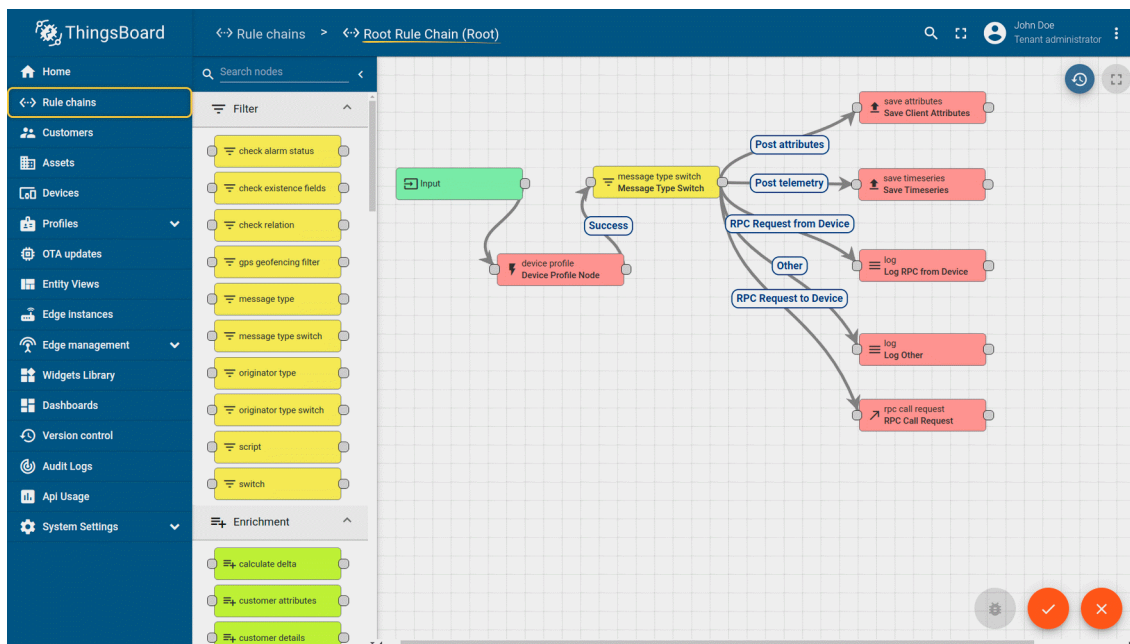 ThingsBoard
Rule chains > Root Rule Chain (Root)
John Doe
Tenant administrator
Home
Rule chains
Customers
Assets
Devices
Profiles
OTA updates
Entity Views
Edge instances
Edge management
Widgets Library
Dashboards
Version control
Audit Logs
Api Usage
System Settings
Search nodes
Filter
check alarm status
check existence fields
check relation
gps geofencing filter
message type
message type switch
originator type
originator type switch
script
switch
Enrichment
calculate delta
customer attributes
customer details
Input
device profile
Device Profile Node
Success
message type switch
Message Type Switch
Post attributes
Post telemetry
RPC Request from Device
Other
RPC Request to Device
save attributes
Save Client Attributes
save timeseries
Save Timeseries
log
Log RPC from Device
log
Log Other
rpc call request
RPC Call Request